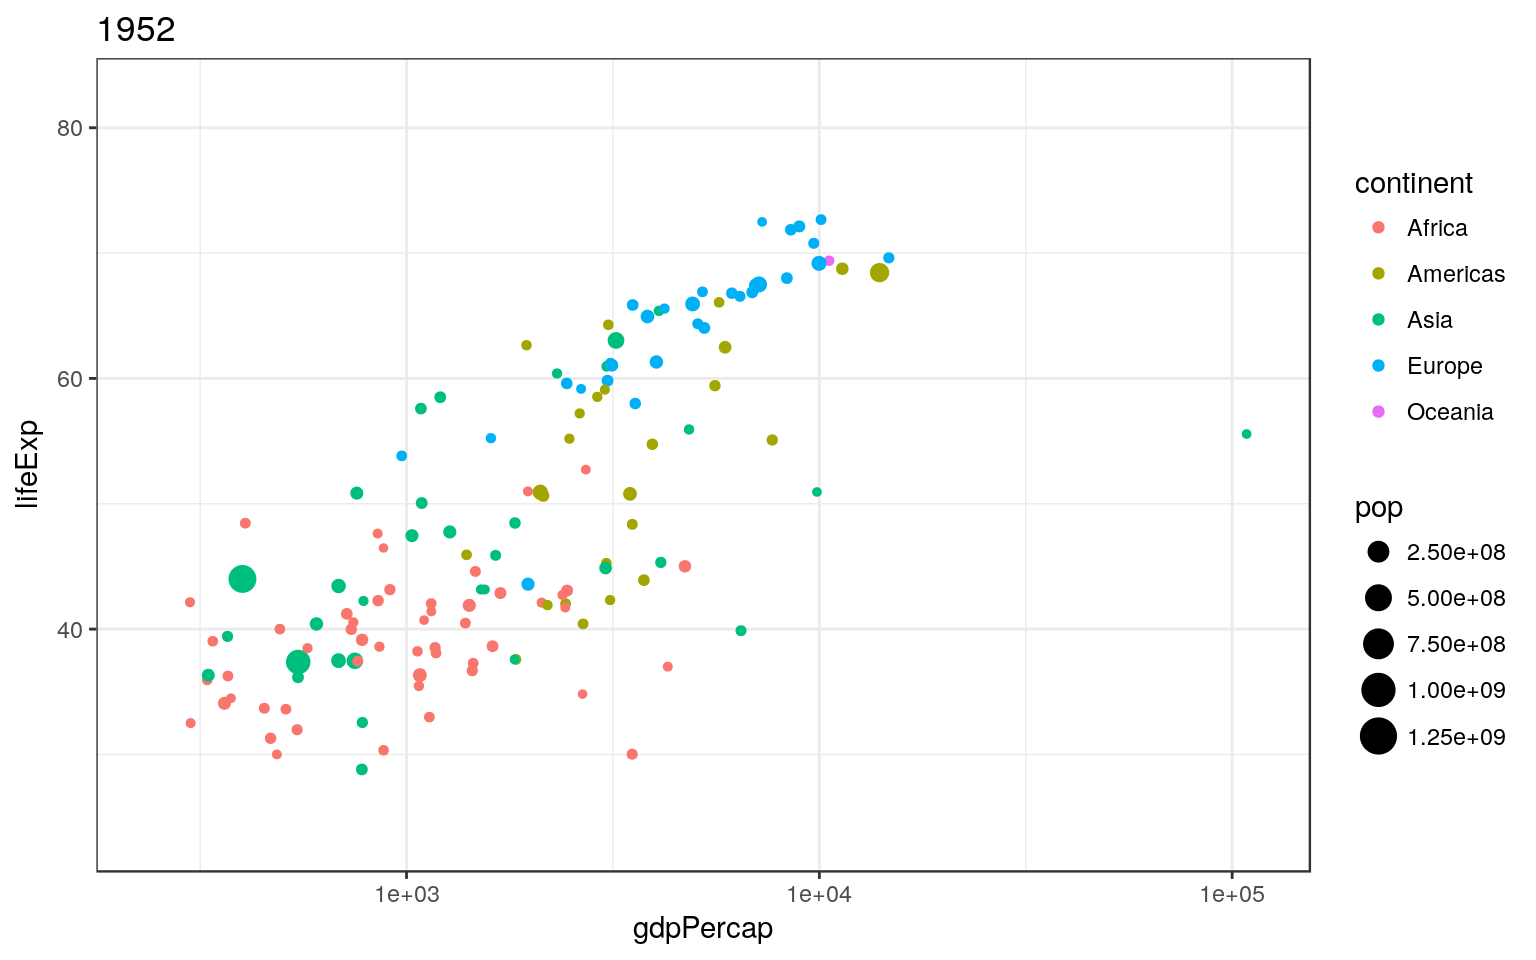 1952
80
60
40
lifeExp
1e+03
1e+04
1e+05
gdpPercap
continent
Africa
Americas
Asia
Europe
Oceania
pop
2.50e+08
5.00e+08
7.50e+08
1.00e+09
1.25e+09